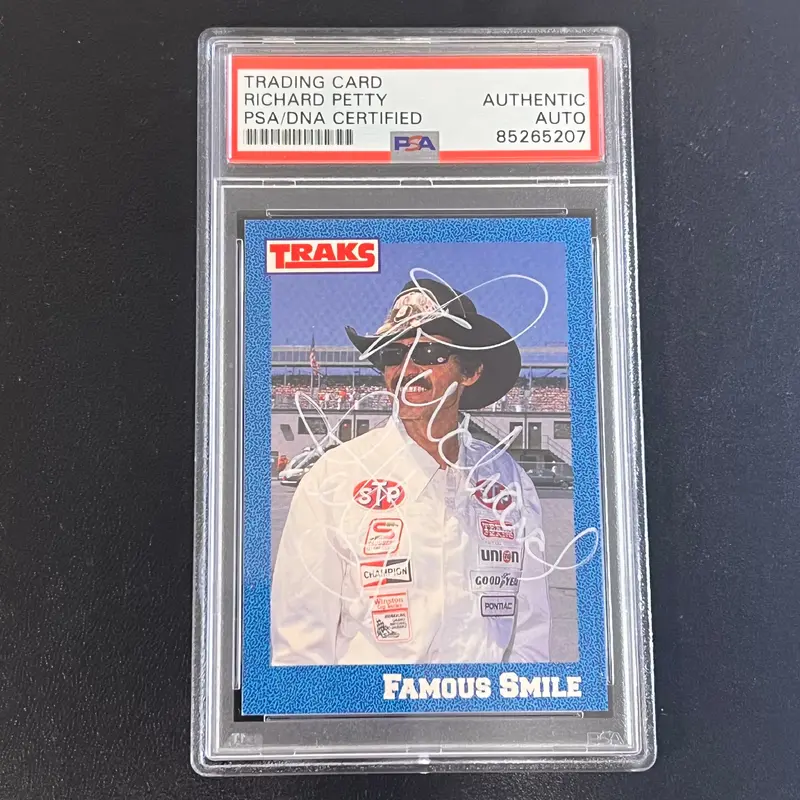 TRADING CARD
RICHARD PETTY
PSA/DNA CERTIFIED
AUTHENTIC
AUTO
85265207
PSA
TRAKS
STP
CHAMPION
Winston
UNION
GOODYEAR
PONTIAC
FAMOUS SMILE